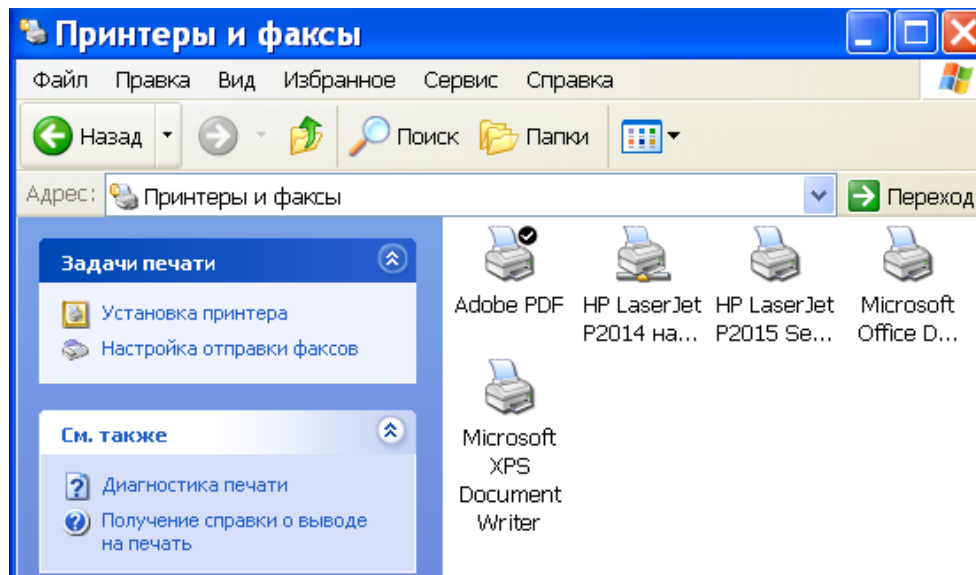 Принтеры и факсы
Файл Правка Вид Избранное Сервис Справка
Назад Поиск Папки
Адрес: Принтеры и факсы Переход
Задачи печати
Установка принтера
Настройка отправки факсов
См. также
Диагностика печати
Получение справки о выводе
на печать
Adobe PDF
HP LaserJet
P2014 на...
HP LaserJet
P2015 Se...
Microsoft
Office D...
Microsoft
XPS
Document
Writer